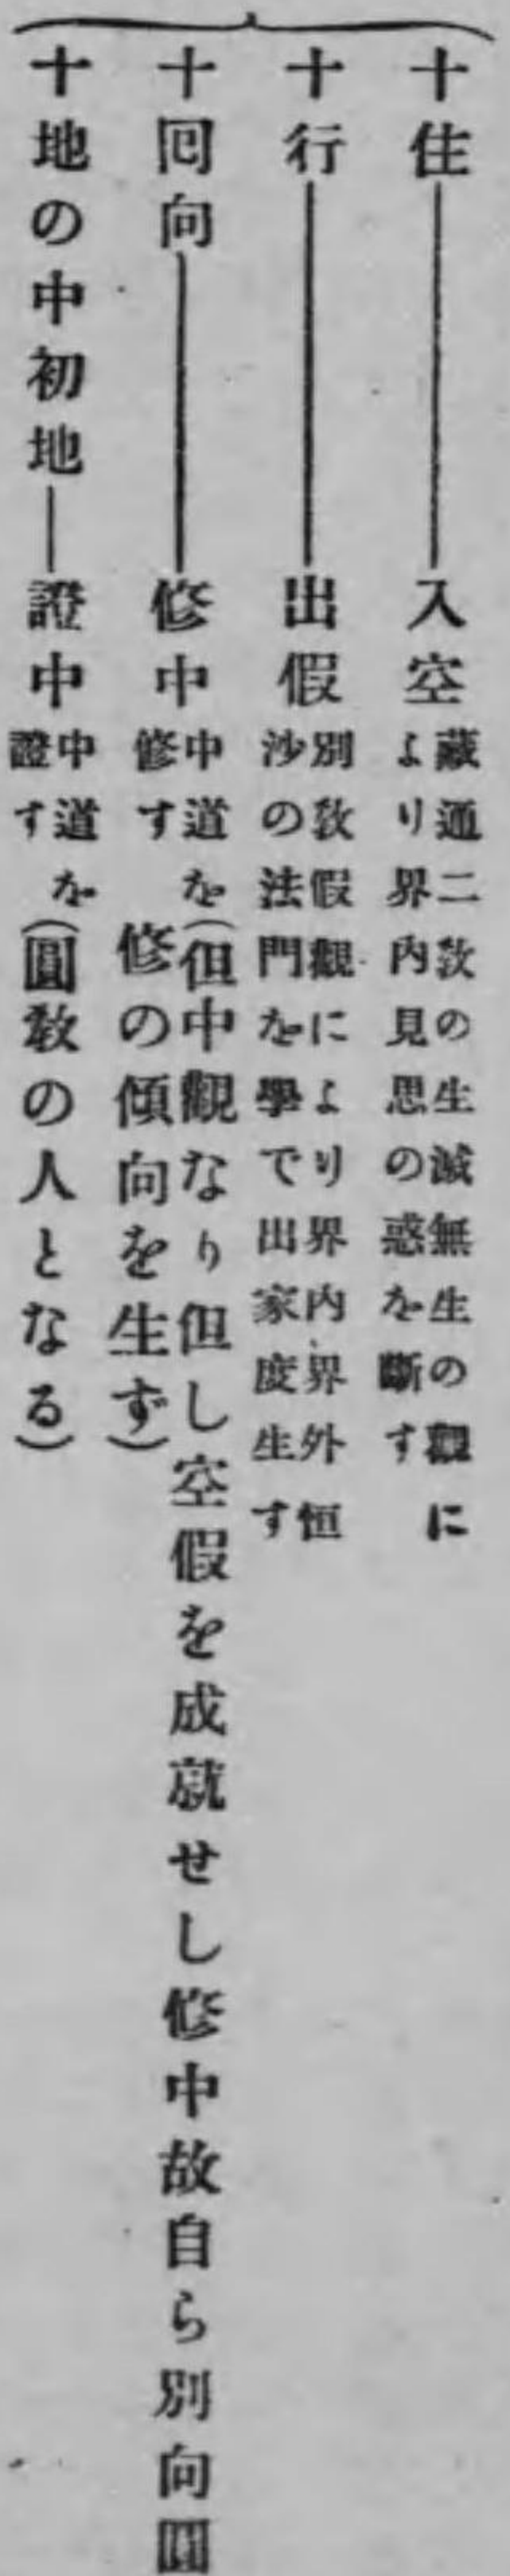 十住――入空 藏通二敎の生滅無生の觀に
より界内見思の惑を斷す
十行――出假 別敎假觀により界内界外恒
沙の法門を學で出家度生す
十囘向――修中 中道を
修す
(但中觀なり但し空假を成就せし修中故自ら別向圓
修の傾向を生ず)
十地の中初地―證中 中道を
證す
(圓敎の人となる)